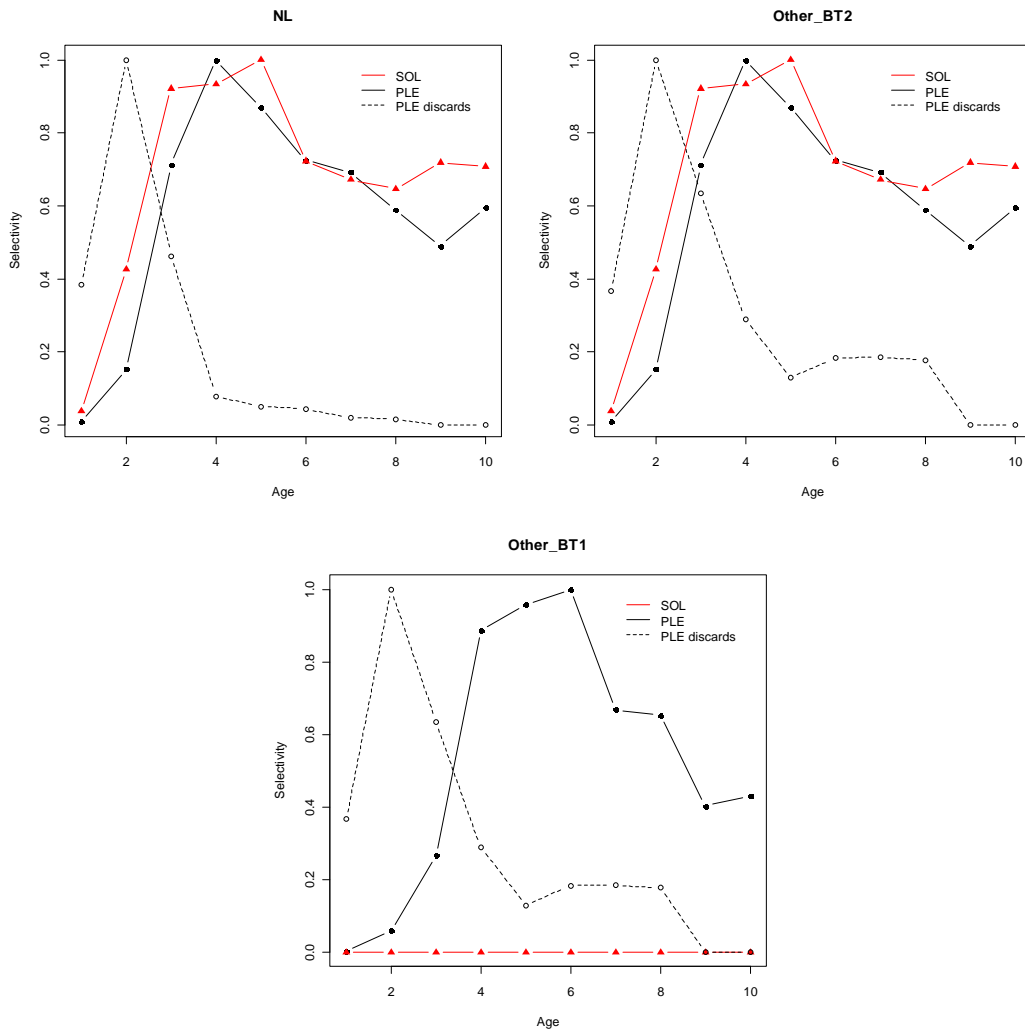 NL
Selectivity
1.0
0.8
0.6
0.4
0.2
0.0
SOL
PLE
PLE discards
2 4 6 8 10
Age
Other_BT2
Selectivity
1.0
0.8
0.6
0.4
0.2
0.0
SOL
PLE
PLE discards
2 4 6 8 10
Age
Other_BT1
Selectivity
1.0
0.8
0.6
0.4
0.2
0.0
SOL
PLE
PLE discards
2 4 6 8 10
Age